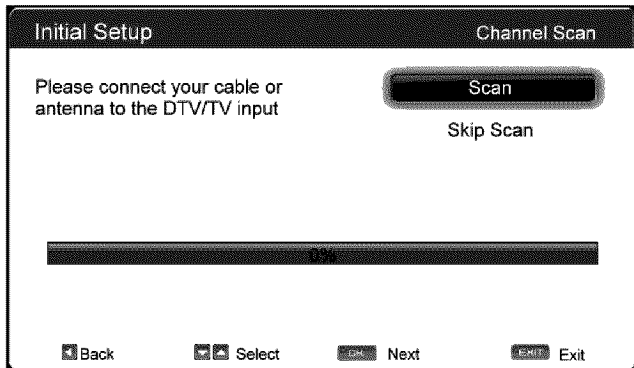 Initial Setup Channel Scan
Please connect your cable or Scan
antenna to the DTV/TV input
Skip Scan
0%
Back Select OK Next EXIT Exit